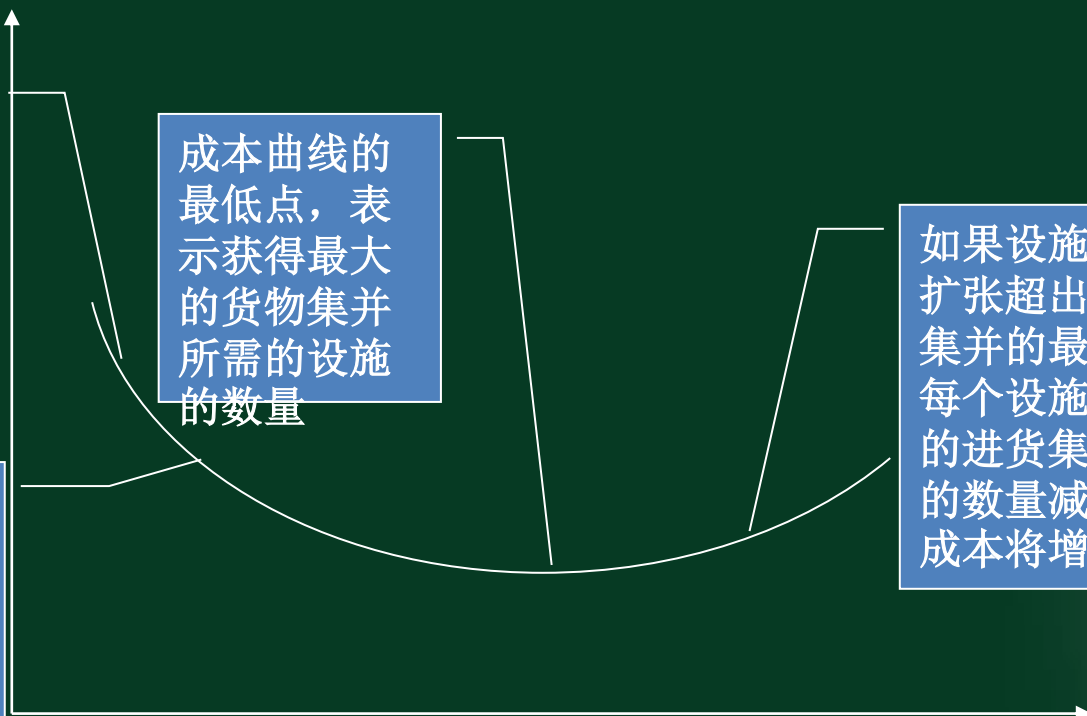 成本曲线的
最低点，表
示获得最大
的货物集并
所需的设施
的数量
如果设施
扩张超出
集并的最
每个设施
的进货集
的数量减
成本将增